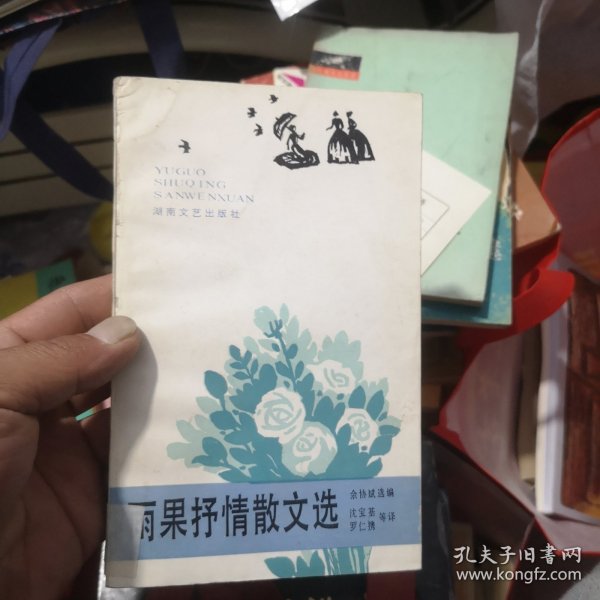 YUGUO
SHUQING
SANWENXUAN
湖南文艺出版社
雨果抒情散文选
余协斌选编
沈宝基
罗仁携
等译
孔夫子旧书网
www.kongfz.com